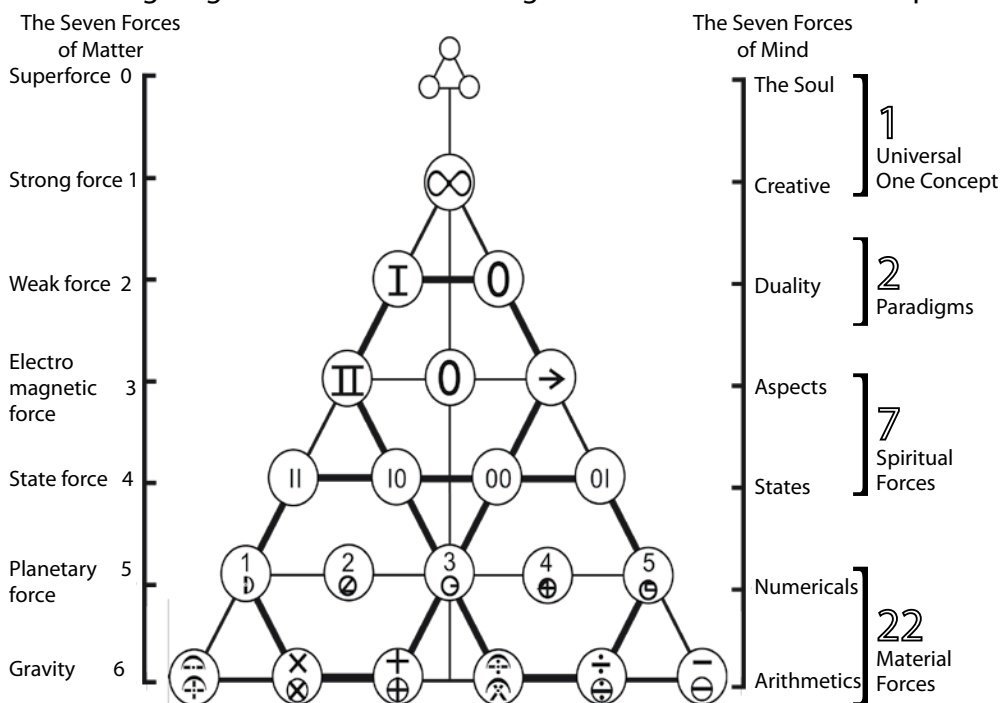 The Seven Forces
of Matter
The Seven Forces
of Mind
Superforce 0
The Soul
1
Universal
One Concept
∞
Strong force 1
Creative
I 0
Weak force 2
Duality
2
Paradigms
Electro
magnetic 3
force
II 0 →
Aspects
7
Spiritual
Forces
State force 4
II I0 00 0I
States
Planetary 5
force
1 2 3 4 5
Numericals
22
Material
Forces
Gravity 6
× + ÷ −
Arithmetics